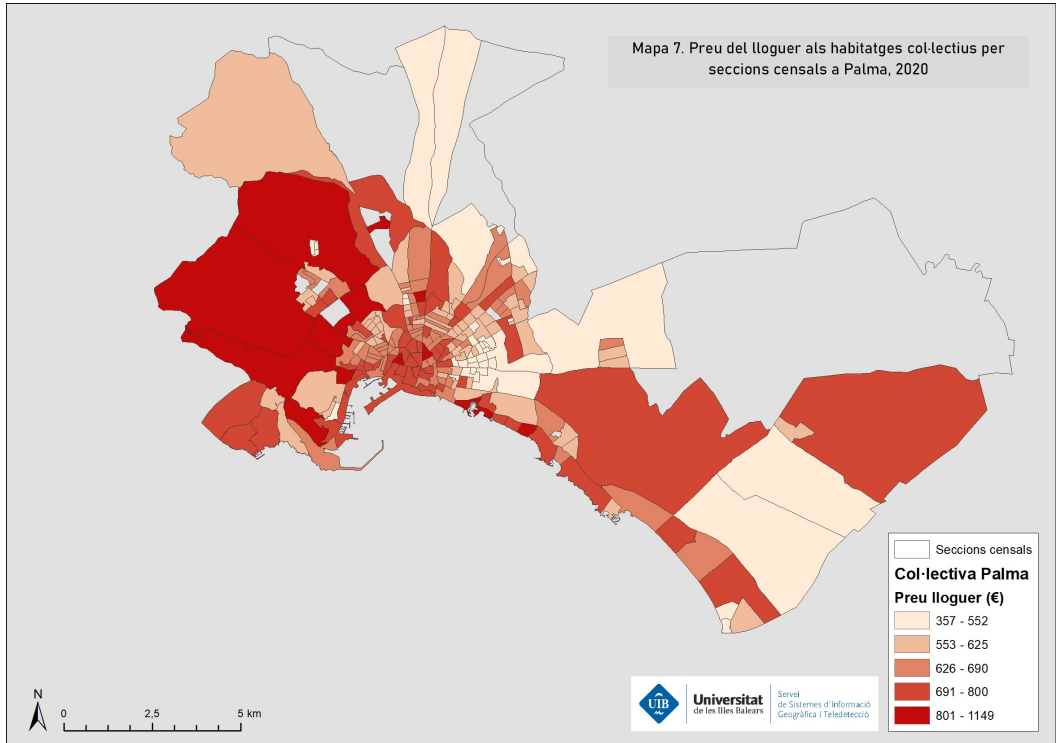 Mapa 7. Preu del lloguer als habitatges col·lectius per
seccions censals a Palma, 2020
Seccions censals
Col·lectiva Palma
Preu lloguer (€)
357 - 552
553 - 625
626 - 690
691 - 800
801 - 1149
N
0 2,5 5 km
UIB
Universitat
de les Illes Balears
Servei
de Sistemes d'Informació
Geogràfica i Teledetecció